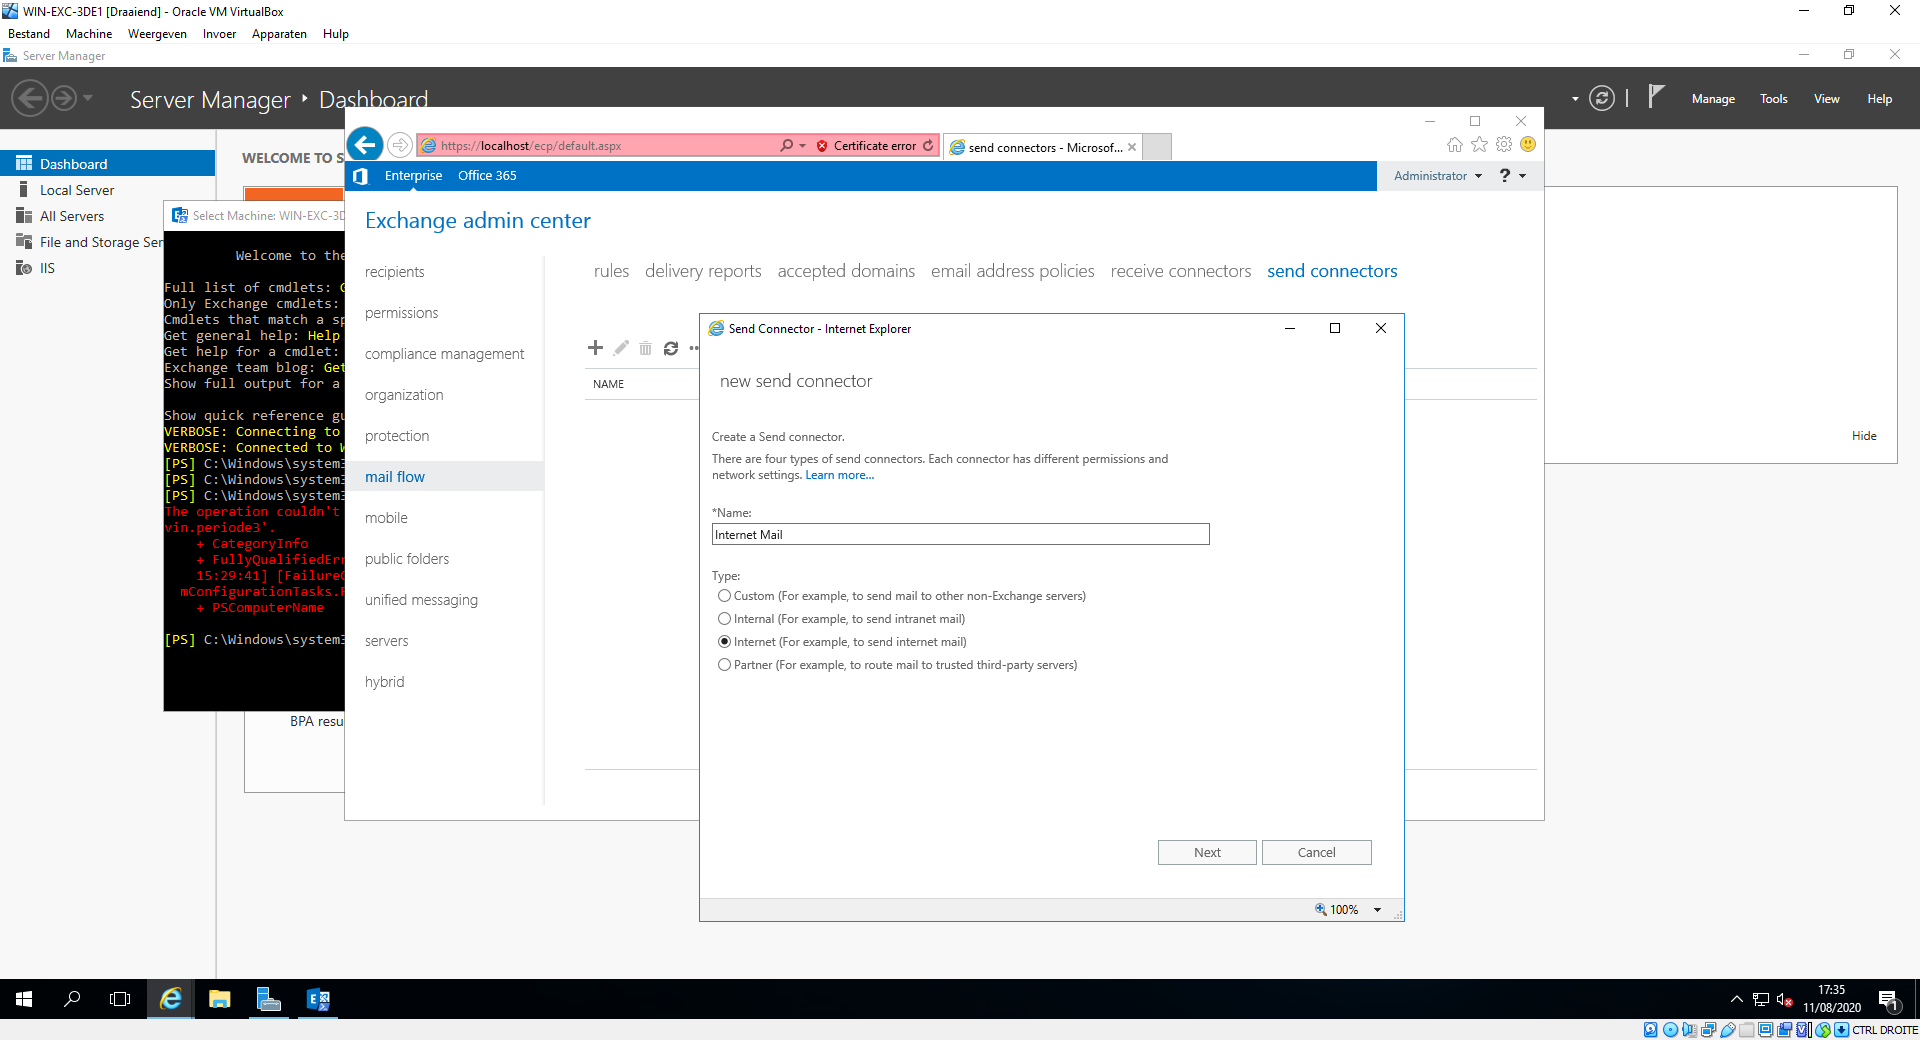 WIN-EXC-3DE1 [Draaiend] - Oracle VM VirtualBox
Bestand Machine Weergeven Invoer Apparaten Hulp
Server Manager
Server Manager Dashboard
Manage Tools View Help
Dashboard
Local Server
All Servers
File and Storage Ser
IIS
WELCOME TO S
Select Machine: WIN-EXC-3D
Welcome to the
Full list of cmdlets: G
Only Exchange cmdlets:
Cmdlets that match a sp
Get general help: Help
Get help for a cmdlet:
Exchange team blog: Get
Show full output for a
Show quick reference gu
VERBOSE: Connecting to
VERBOSE: Connected to W
[PS] C:\Windows\system3
[PS] C:\Windows\system3
[PS] C:\Windows\system3
The operation couldn't
vin.periode3'.
+ CategoryInfo
+ FullyQualifiedErr
15:29:41] [FailureC
mConfigurationTasks.
+ PSComputerName
[PS] C:\Windows\system3
BPA resu
https://localhost/ecp/default.aspx
Certificate error
send connectors - Microsof...
Enterprise Office 365
Administrator ?
Exchange admin center
recipients
permissions
compliance management
organization
protection
mail flow
mobile
public folders
unified messaging
servers
hybrid
rules delivery reports accepted domains email address policies receive connectors send connectors
NAME
Send Connector - Internet Explorer
new send connector
Create a Send connector.
There are four types of send connectors. Each connector has different permissions and
network settings. Learn more...
*Name:
Internet Mail
Type:
Custom (For example, to send mail to other non-Exchange servers)
Internal (For example, to send intranet mail)
Internet (For example, to send internet mail)
Partner (For example, to route mail to trusted third-party servers)
Next Cancel
100%
Hide
17:35
11/08/2020
1
CTRL DROITE